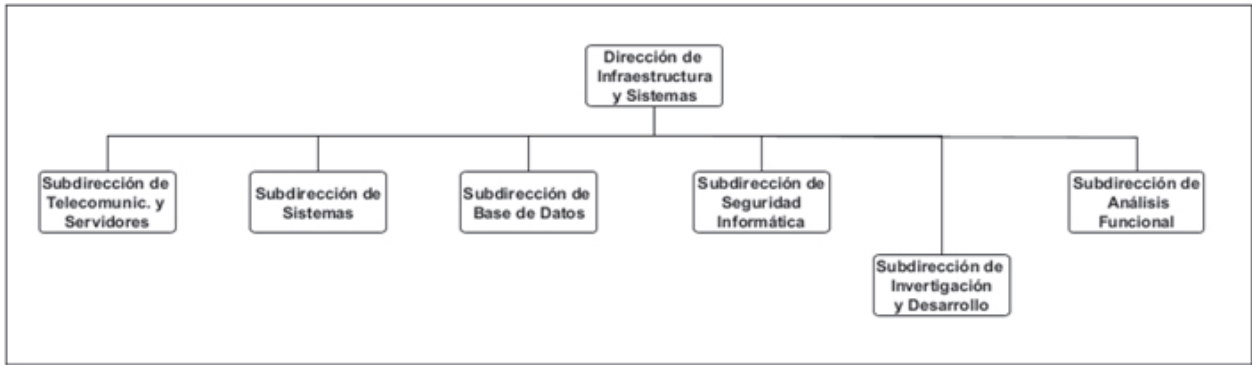 Dirección de
Infraestructura
y Sistemas
Subdirección de
Telecomunic. y
Servidores
Subdirección de
Sistemas
Subdirección de
Base de Datos
Subdirección de
Seguridad
Informática
Subdirección de
Análisis
Funcional
Subdirección de
Invertigación
y Desarrollo